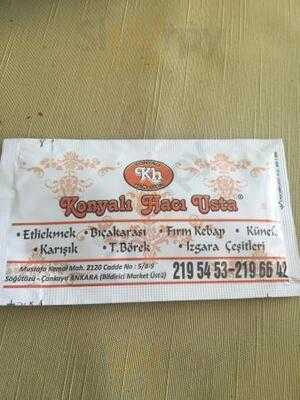 Kh
Konyalı Hacı Usta®
• Etliekmek • Bıçakarası • Fırın Kebap • Künefe
• Karışık • T.Börek • Izgara Çeşitleri
Mustafa Kemal Mah. 2120 Cadde No : 5/8-9
Söğütözü - Çankaya ANKARA (Bildirici Market Üstü)
219 54 53-219 66 42